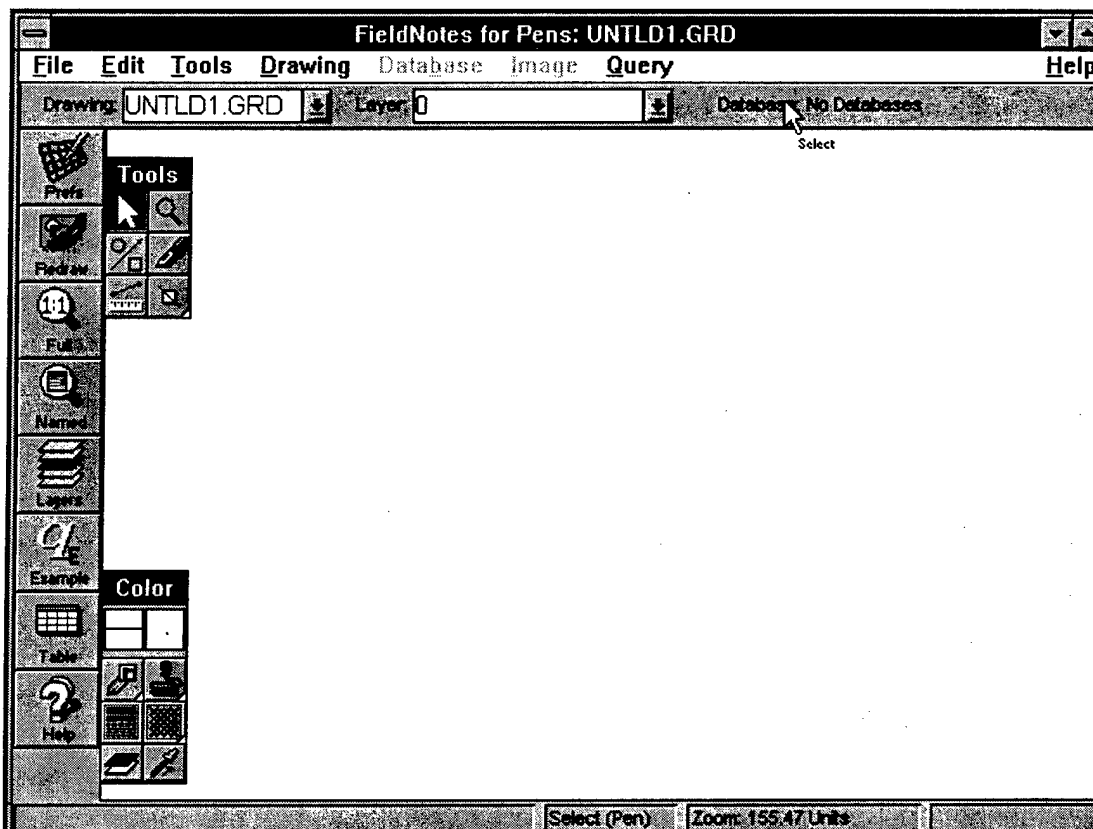 FieldNotes for Pens: UNTLD1.GRD
File Edit Tools Drawing Database Image Query Help
Drawing: UNTLD1.GRD Layer: 0 Database: No Databases
Select
Prefs
Tools
Redraw
1:1
Full
Named
Layers
Example
Color
Table
Help
Select (Pen) Zoom: 155.47 Units